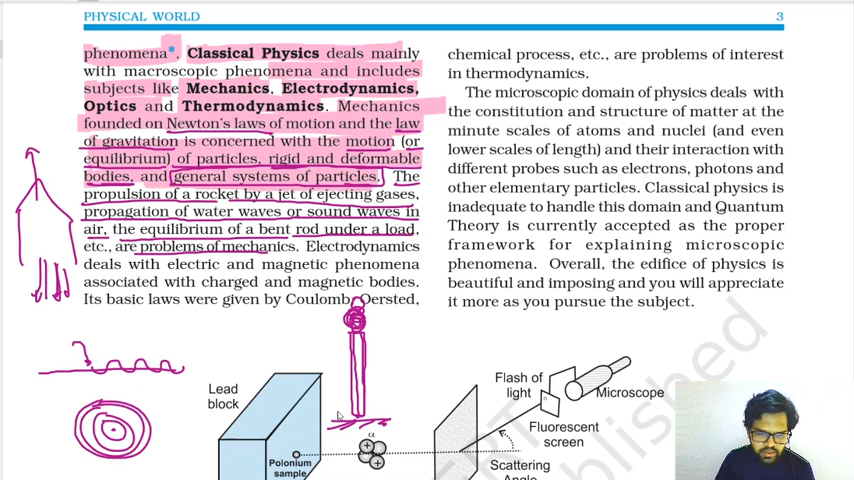 PHYSICAL WORLD
3
phenomena*. Classical Physics deals mainly
with macroscopic phenomena and includes
subjects like Mechanics, Electrodynamics,
Optics and Thermodynamics. Mechanics
founded on Newton's laws of motion and the law
of gravitation is concerned with the motion (or
equilibrium) of particles, rigid and deformable
bodies, and general systems of particles. The
propulsion of a rocket by a jet of ejecting gases,
propagation of water waves or sound waves in
air, the equilibrium of a bent rod under a load,
etc., are problems of mechanics. Electrodynamics
deals with electric and magnetic phenomena
associated with charged and magnetic bodies.
Its basic laws were given by Coulomb, Oersted,
chemical process, etc., are problems of interest
in thermodynamics.
The microscopic domain of physics deals with
the constitution and structure of matter at the
minute scales of atoms and nuclei (and even
lower scales of length) and their interaction with
different probes such as electrons, photons and
other elementary particles. Classical physics is
inadequate to handle this domain and Quantum
Theory is currently accepted as the proper
framework for explaining microscopic
phenomena. Overall, the edifice of physics is
beautiful and imposing and you will appreciate
it more as you pursue the subject.
Lead
block
Polonium
sample
α
Flash of
light
Microscope
Fluorescent
screen
Scattering